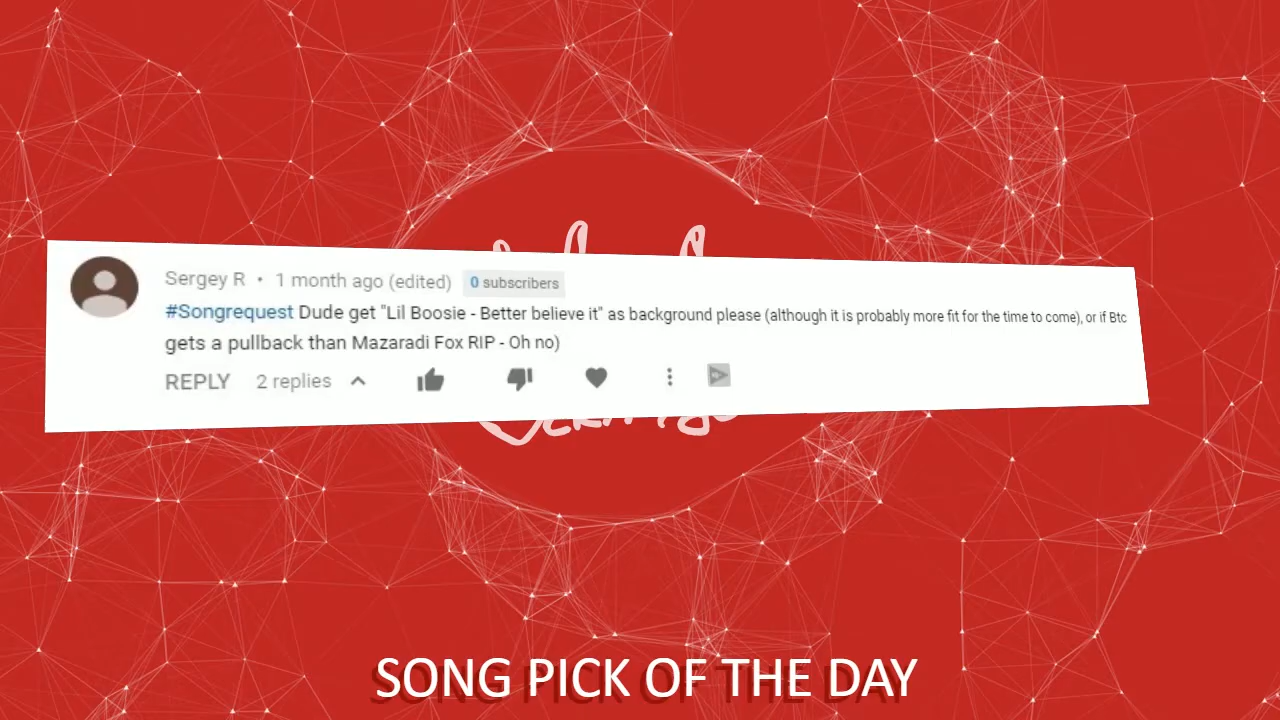 Sergey R • 1 month ago (edited) 0 subscribers
#Songrequest Dude get "Lil Boosie - Better believe it" as background please (although it is probably more fit for the time to come), or if Btc
gets a pullback than Mazaradi Fox RIP - Oh no)
REPLY 2 replies
SONG PICK OF THE DAY